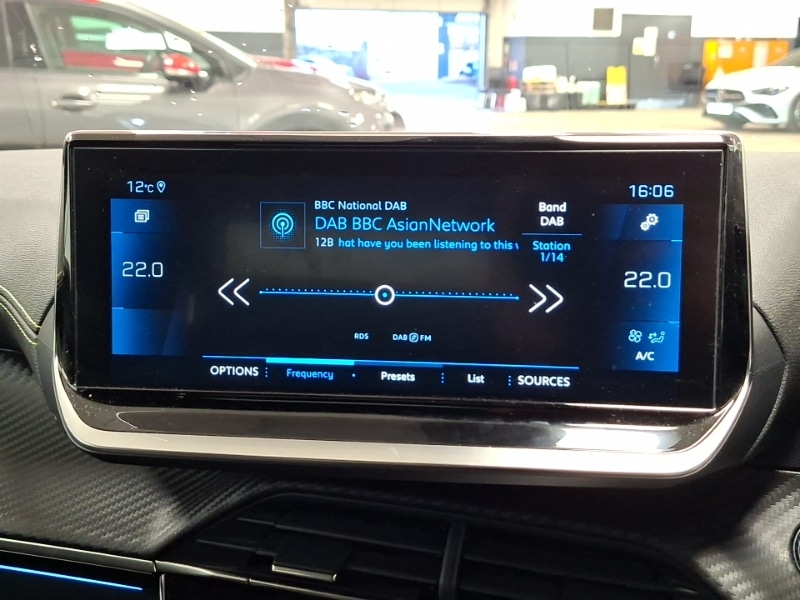 12°C
16:06
BBC National DAB
DAB BBC AsianNetwork
12B hat have you been listening to this
Band
DAB
Station
1/14
22.0
22.0
RDS DAB FM
A/C
OPTIONS Frequency Presets List SOURCES